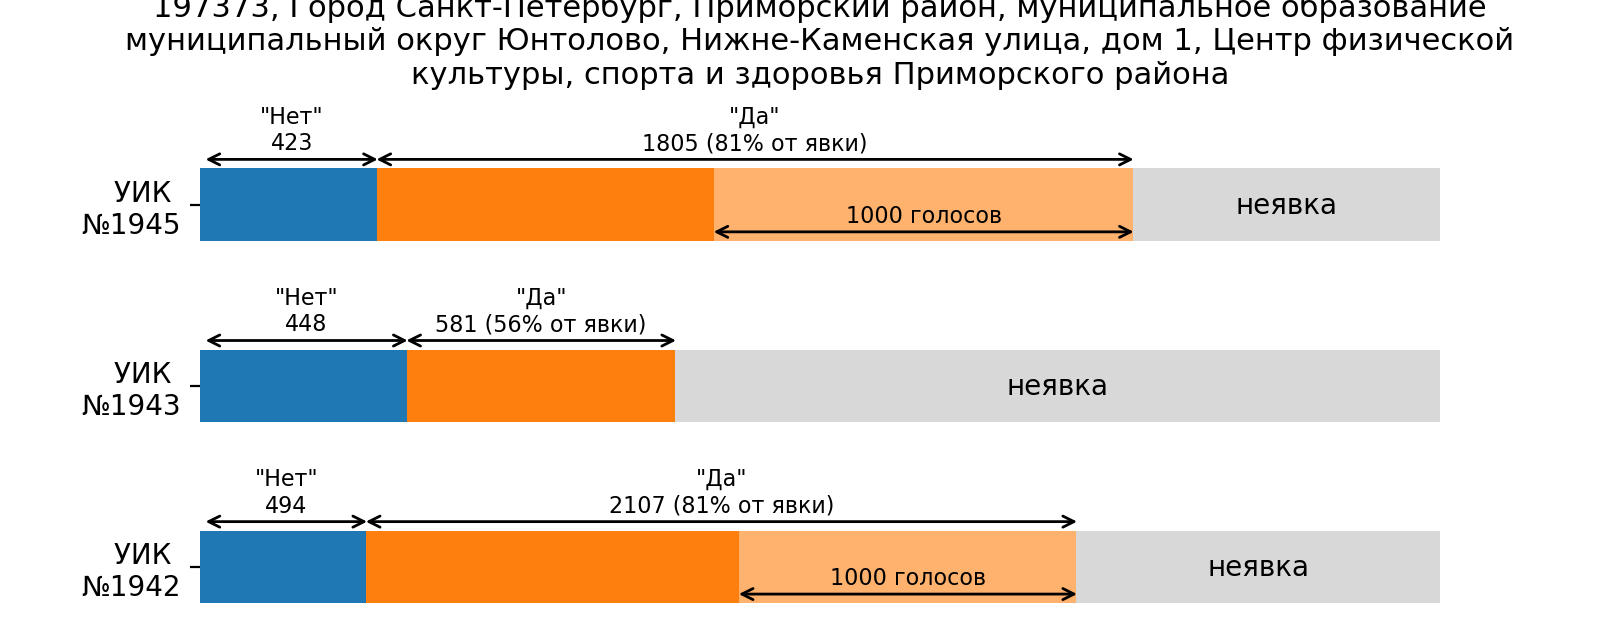 197373, Город Санкт-Петербург, Приморский район, муниципальное образование
муниципальный округ Юнтолово, Нижне-Каменская улица, дом 1, Центр физической
культуры, спорта и здоровья Приморского района
"Нет"
423
"Да"
1805 (81% от явки)
УИК
№1945
1000 голосов
неявка
"Нет"
448
"Да"
581 (56% от явки)
УИК
№1943
неявка
"Нет"
494
"Да"
2107 (81% от явки)
УИК
№1942
1000 голосов
неявка